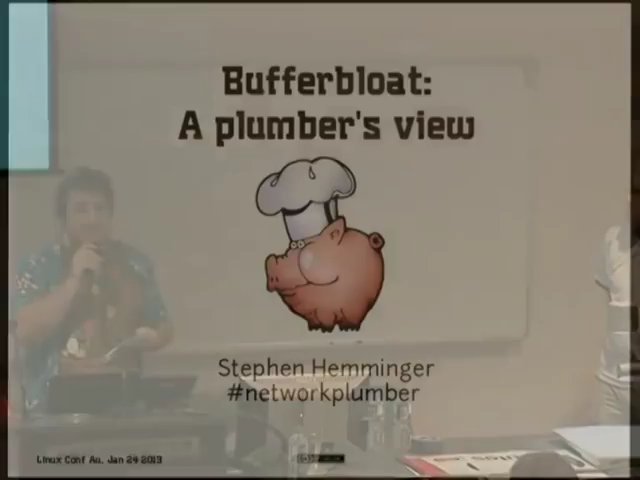 Bufferbloat:
A plumber's view
Stephen Hemminger
#networkplumber
Linux Conf Au, Jan 24 2013